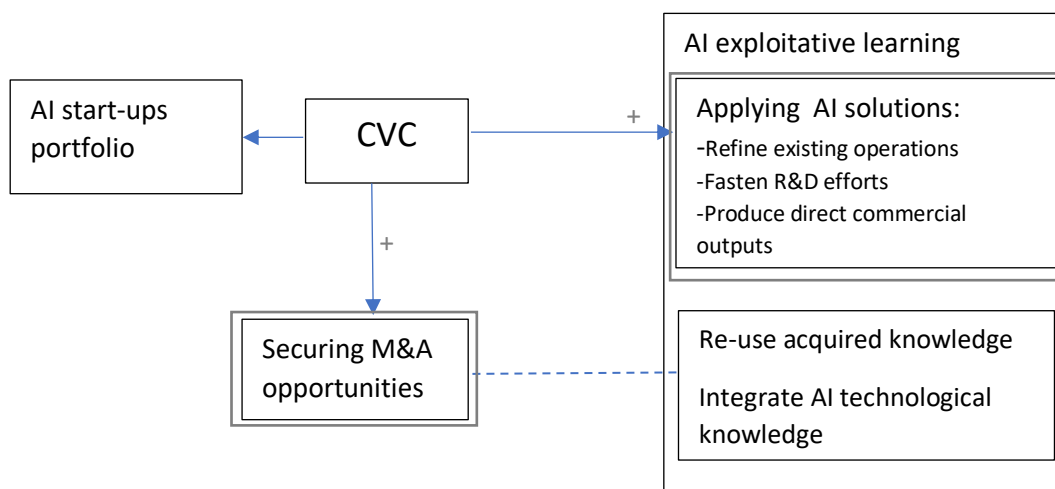 AI exploitative learning
AI start-ups
portfolio
CVC
+
Applying AI solutions:
-Refine existing operations
-Fasten R&D efforts
-Produce direct commercial
outputs
+
Securing M&A
opportunities
Re-use acquired knowledge
Integrate AI technological
knowledge